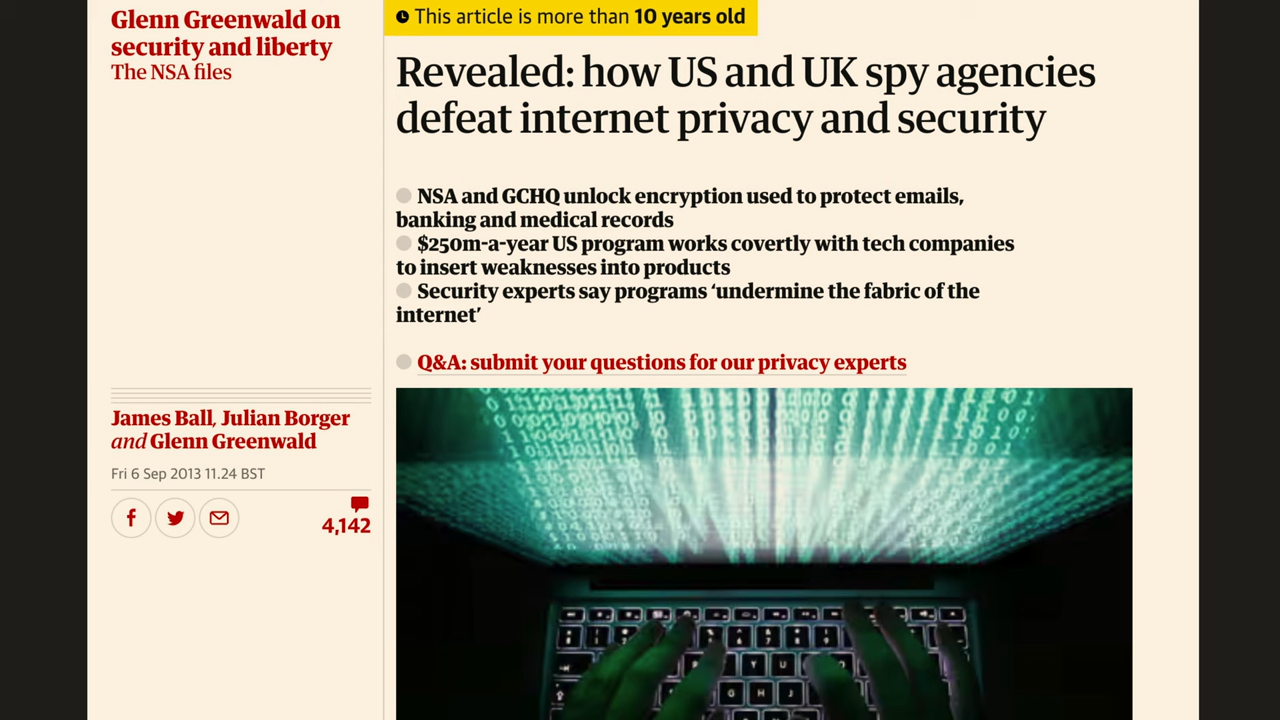 Glenn Greenwald on
security and liberty
The NSA files
This article is more than 10 years old
Revealed: how US and UK spy agencies
defeat internet privacy and security
NSA and GCHQ unlock encryption used to protect emails,
banking and medical records
$250m-a-year US program works covertly with tech companies
to insert weaknesses into products
Security experts say programs ‘undermine the fabric of the
internet’
Q&A: submit your questions for our privacy experts
James Ball, Julian Borger
and Glenn Greenwald
Fri 6 Sep 2013 11.24 BST
4,142